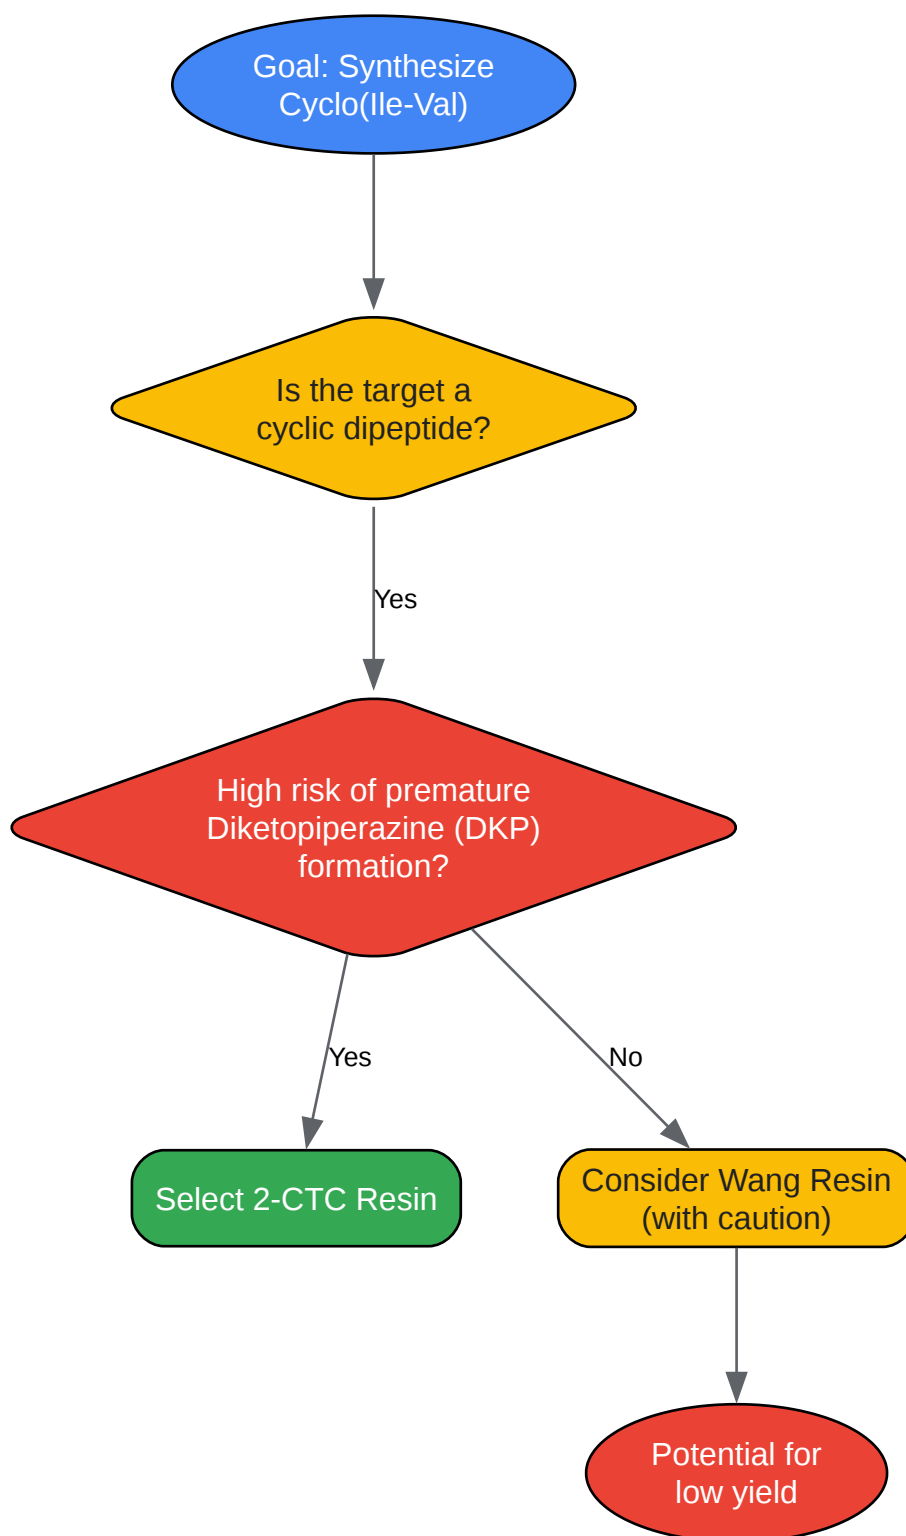 Goal: Synthesize
Cyclo(Ile-Val)
Is the target a
cyclic dipeptide?
Yes
High risk of premature
Diketopiperazine (DKP)
formation?
Yes
No
Select 2-CTC Resin
Consider Wang Resin
(with caution)
Potential for
low yield